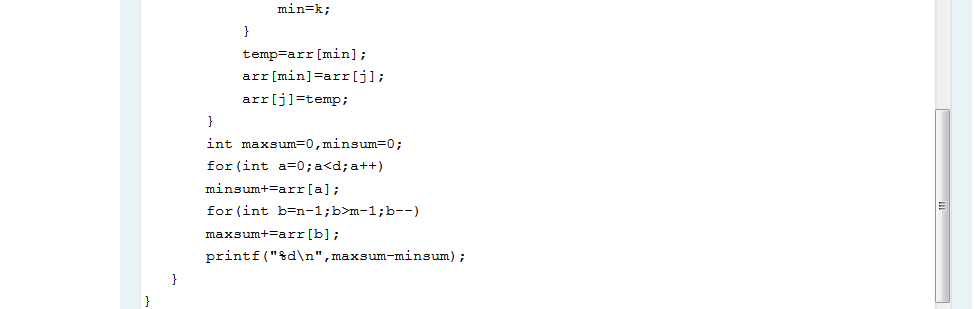 min=k;
}
temp=arr[min];
arr[min]=arr[j];
arr[j]=temp;
}
int maxsum=0,minsum=0;
for(int a=0;a<d;a++)
minsum+=arr[a];
for(int b=n-1;b>m-1;b--)
maxsum+=arr[b];
printf("%d\n",maxsum-minsum);
}
}